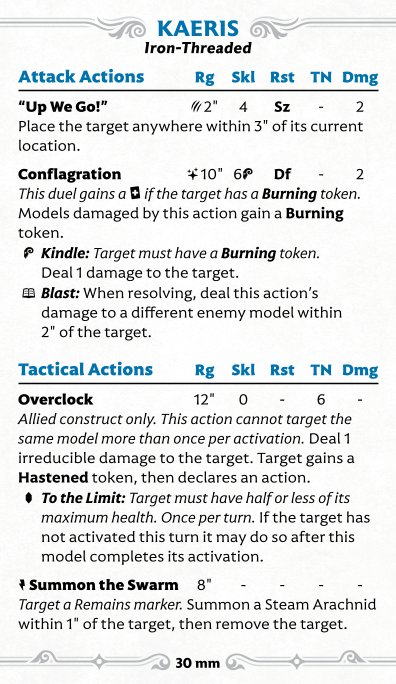 KAERIS
Iron-Threaded
Attack Actions Rg Skl Rst TN Dmg
“Up We Go!” 2" 4 Sz - 2
Place the target anywhere within 3" of its current
location.
Conflagration 10" 6 Df - 2
This duel gains a if the target has a Burning token.
Models damaged by this action gain a Burning
token.
Kindle: Target must have a Burning token.
Deal 1 damage to the target.
Blast: When resolving, deal this action’s
damage to a different enemy model within
2" of the target.
Tactical Actions Rg Skl Rst TN Dmg
Overclock 12" 0 - 6 -
Allied construct only. This action cannot target the
same model more than once per activation. Deal 1
irreducible damage to the target. Target gains a
Hastened token, then declares an action.
To the Limit: Target must have half or less of its
maximum health. Once per turn. If the target has
not activated this turn it may do so after this
model completes its activation.
Summon the Swarm 8" - - - -
Target a Remains marker. Summon a Steam Arachnid
within 1" of the target, then remove the target.
30 mm